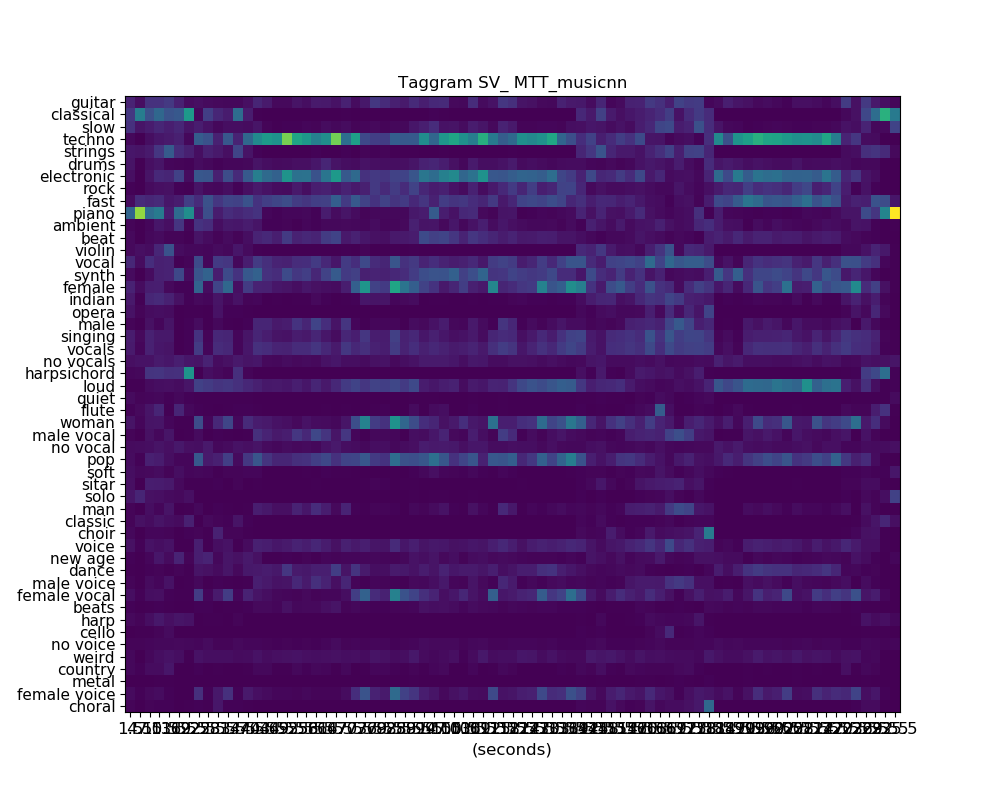 Taggram SV_ MTT_musicnn
guitar
classical
slow
techno
strings
drums
electronic
rock
fast
piano
ambient
beat
violin
vocal
synth
female
indian
opera
male
singing
vocals
no vocals
harpsichord
loud
quiet
flute
woman
male vocal
no vocal
pop
soft
sitar
solo
man
classic
choir
voice
new age
dance
male voice
female vocal
beats
harp
cello
no voice
weird
country
metal
female voice
choral
(seconds)